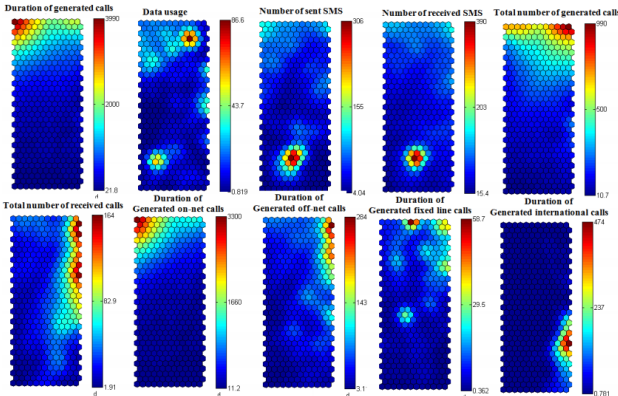 Duration of generated calls
3990
2000
21.8
d
Data usage
86.6
43.7
0.819
Number of sent SMS
306
155
4.04
Number of received SMS
390
203
15.4
Total number of generated calls
990
500
10.7
Total number of received calls
164
82.9
1.91
d
Duration of
Generated on-net calls
3300
1660
11.2
d
Duration of
Generated off-net calls
284
143
3.1
d
Duration of
Generated fixed line calls
58.7
29.5
0.362
Duration of
Generated international calls
474
237
0.781
d